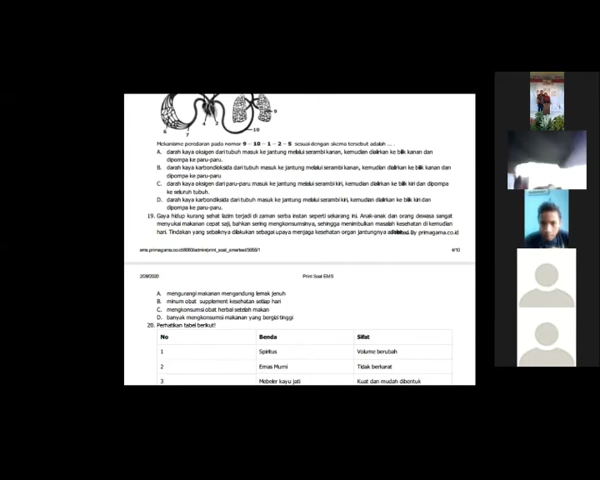 9
6
7
4
2
10
Mekanisme peredaran pada nomor 9 – 10 – 1 – 2 – 5 sesuai dengan skema tersebut adalah ... .
A. darah kaya oksigen dari tubuh masuk ke jantung melalui serambi kanan, kemudian dialirkan ke bilik kanan dan
dipompa ke paru-paru.
B. darah kaya karbondioksida dari tubuh masuk ke jantung melalui serambi kanan, kemudian dialirkan ke bilik kanan dan
dipompa ke paru-paru
C. darah kaya oksigen dari paru-paru masuk ke jantung melalui serambi kiri, kemudian dialirkan ke bilik kiri dan dipompa
ke seluruh tubuh.
D. darah kaya karbondiksida dari tubuh masuk ke jantung melalui serambi kiri, kemudian dialirkan ke bilik kiri dan
dipompa ke paru-paru.
19. Gaya hidup kurang sehat lazim terjadi di zaman serba instan seperti sekarang ini. Anak-anak dan orang dewasa sangat
menyukai makanan cepat saji, bahkan sering mengkonsumsinya, sehingga menimbulkan masalah kesehatan di kemudian
hari. Tindakan yang sebaiknya dilakukan sebagai upaya menjaga kesehatan organ jantungnya By primagama.co.id
4/10
2/28/2020 Print Soal EMS
A. mengurangi makanan mengandung lemak jenuh
B. minum obat supplement kesehatan setiap hari
C. mengkonsumsi obat herbal setelah makan
D. banyak mengkonsumsi makanan yang bergizi tinggi
20. Perhatikan tabel berikut!
No Benda Sifat
1 Spiritus Volume berubah
2 Emas Murni Tidak berkarat
3 Mebeler kayu jati Kuat dan mudah dibentuk